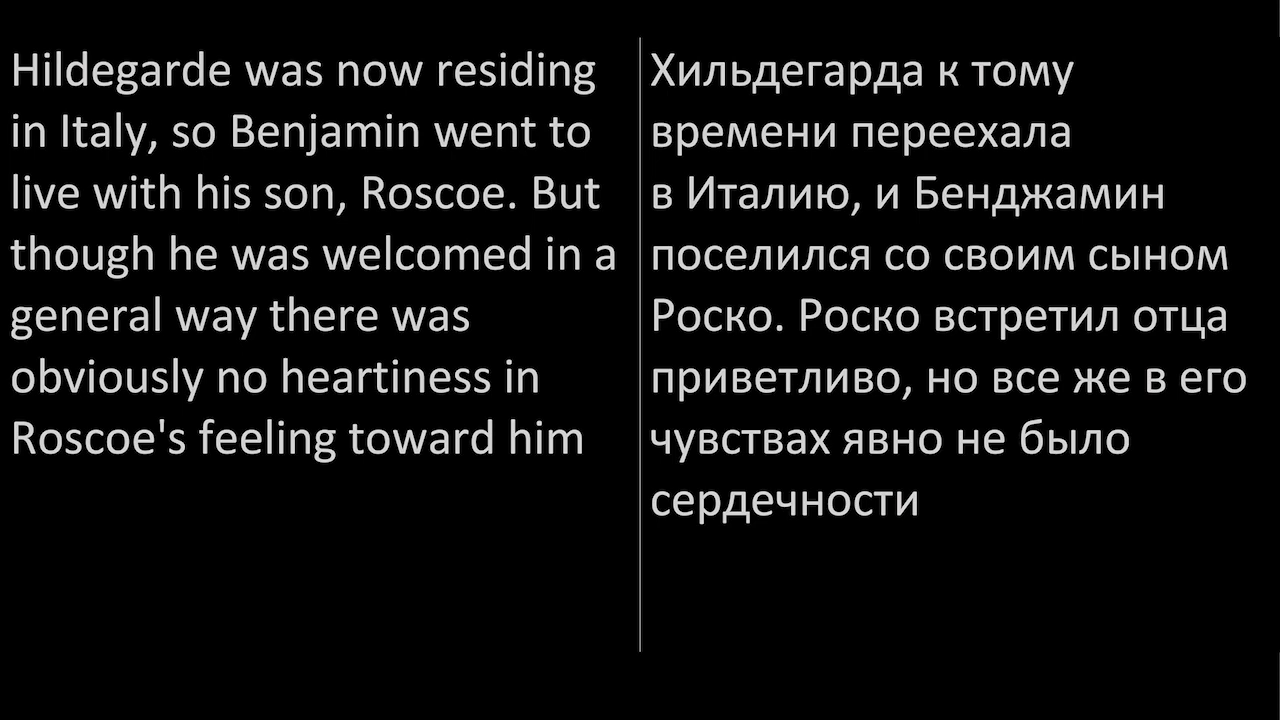 Hildegarde was now residing
in Italy, so Benjamin went to
live with his son, Roscoe. But
though he was welcomed in a
general way there was
obviously no heartiness in
Roscoe's feeling toward him
Хильдегарда к тому
времени переехала
в Италию, и Бенджамин
поселился со своим сыном
Роско. Роско встретил отца
приветливо, но все же в его
чувствах явно не было
сердечности